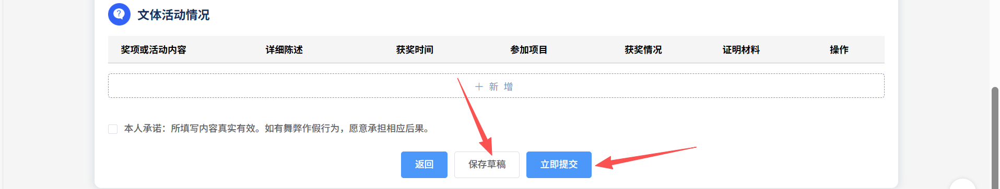 文体活动情况
奖项或活动内容 详细陈述 获奖时间 参加项目 获奖情况 证明材料 操作
+ 新 增
本人承诺：所填写内容真实有效。如有舞弊作假行为，愿意承担相应后果。
返回 保存草稿 立即提交